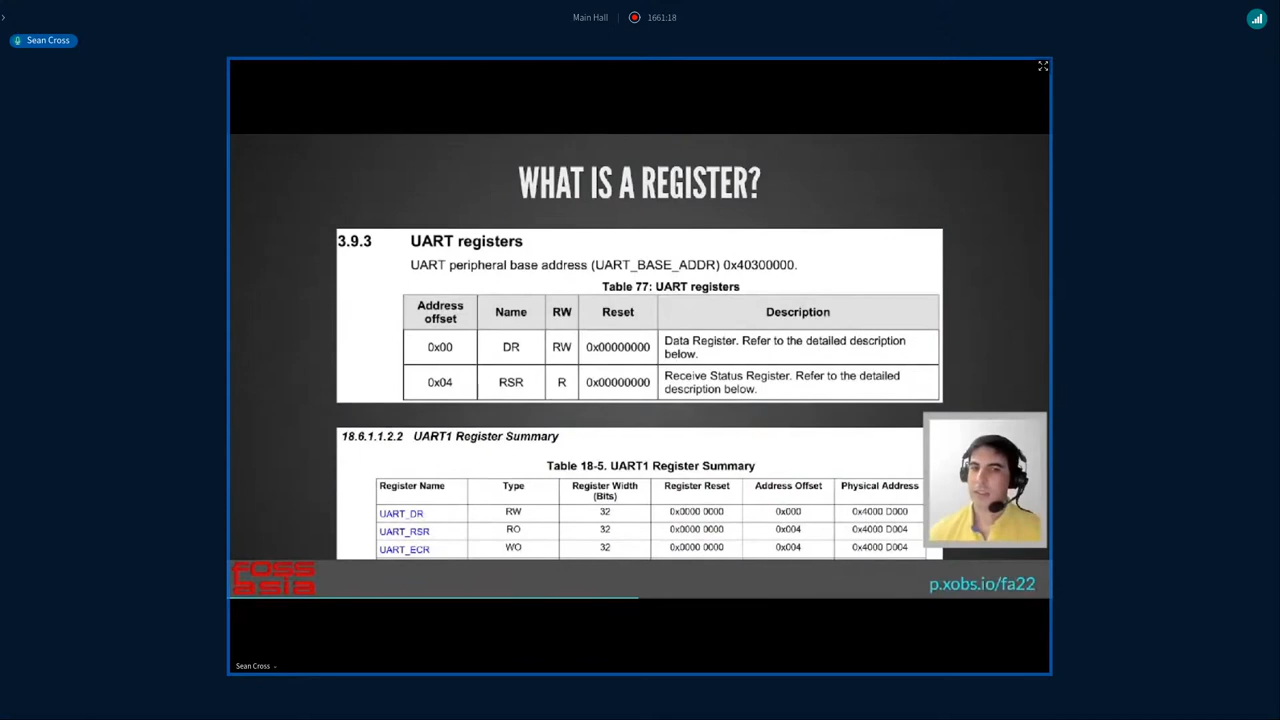 Main Hall 1661:18
Sean Cross
WHAT IS A REGISTER?
3.9.3 UART registers
UART peripheral base address (UART_BASE_ADDR) 0x40300000.
Table 77: UART registers
Address offset Name RW Reset Description
0x00 DR RW 0x00000000 Data Register. Refer to the detailed description below.
0x04 RSR R 0x00000000 Receive Status Register. Refer to the detailed description below.
18.6.1.1.2.2 UART1 Register Summary
Table 18-5. UART1 Register Summary
Register Name Type Register Width (Bits) Register Reset Address Offset Physical Address
UART_DR RW 32 0x0000 0000 0x000 0x4000 D000
UART_RSR RO 32 0x0000 0000 0x004 0x4000 D004
UART_ECR WO 32 0x0000 0000 0x004 0x4000 D004
FOSS
ASIA
p.xobs.io/fa22
Sean Cross